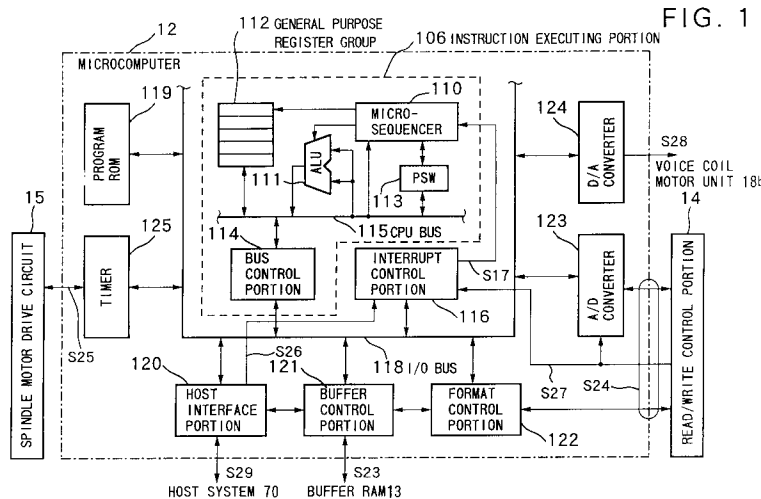 FIG. 1
12
MICROCOMPUTER
112 GENERAL PURPOSE
REGISTER GROUP
106 INSTRUCTION EXECUTING PORTION
119
PROGRAM
ROM
110
MICRO-
SEQUENCER
ALU
111
PSW
113
124
D/A
CONVERTER
S28
VOICE COIL
MOTOR UNIT 18b
15
SPINDLE MOTOR DRIVE CIRCUIT
125
TIMER
S25
114
BUS
CONTROL
PORTION
115 CPU BUS
INTERRUPT
CONTROL
PORTION
S17
116
123
A/D
CONVERTER
14
READ/WRITE CONTROL PORTION
S26
118 I/O BUS
S27
S24
120
HOST
INTERFACE
PORTION
121
BUFFER
CONTROL
PORTION
FORMAT
CONTROL
PORTION
122
S29
HOST SYSTEM 70
S23
BUFFER RAM13